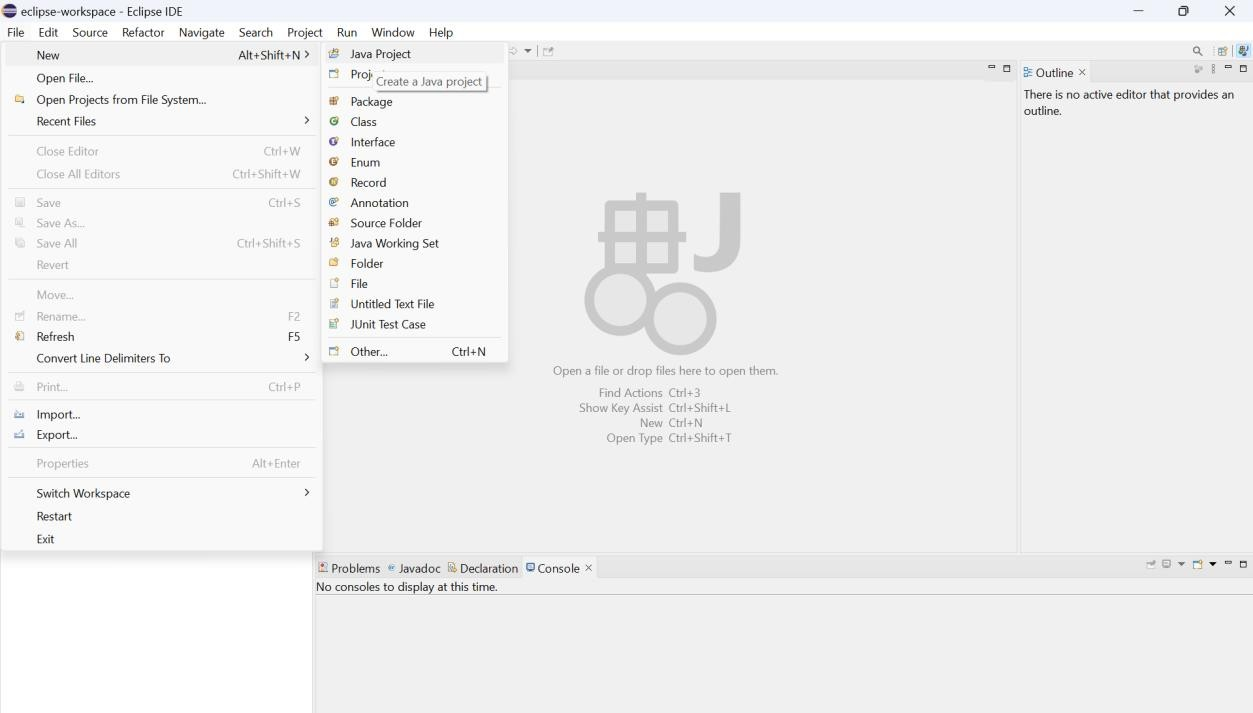 eclipse-workspace - Eclipse IDE
File Edit Source Refactor Navigate Search Project Run Window Help
New Alt+Shift+N >
Open File...
Open Projects from File System...
Recent Files >
Close Editor Ctrl+W
Close All Editors Ctrl+Shift+W
Save Ctrl+S
Save As...
Save All Ctrl+Shift+S
Revert
Move...
Rename... F2
Refresh F5
Convert Line Delimiters To >
Print... Ctrl+P
Import...
Export...
Properties Alt+Enter
Switch Workspace >
Restart
Exit
Java Project
Create a Java project
Package
Class
Interface
Enum
Record
Annotation
Source Folder
Java Working Set
Folder
File
Untitled Text File
JUnit Test Case
Other... Ctrl+N
Open a file or drop files here to open them.
Find Actions Ctrl+3
Show Key Assist Ctrl+Shift+L
New Ctrl+N
Open Type Ctrl+Shift+T
Outline
There is no active editor that provides an
outline.
Problems Javadoc Declaration Console
No consoles to display at this time.